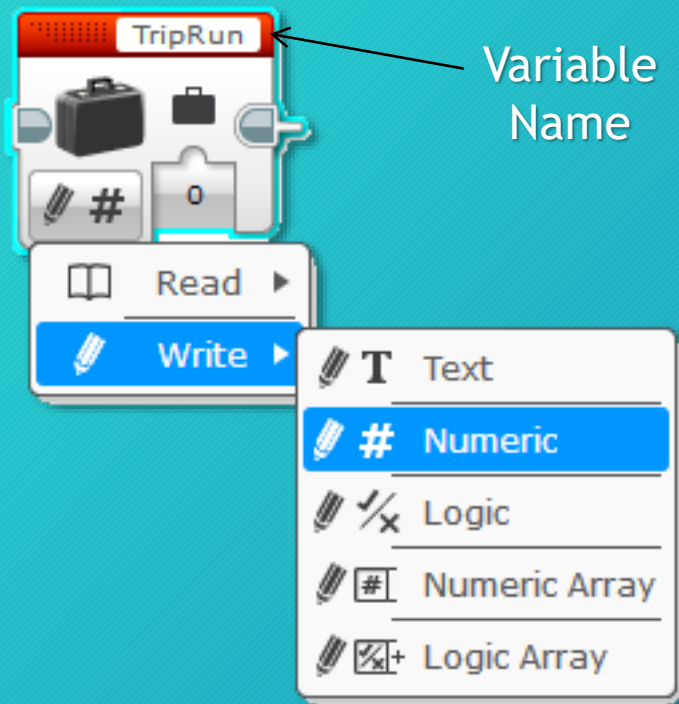 TripRun
Variable
Name
#
0
Read
Write
T Text
# Numeric
Logic
# Numeric Array
Logic Array